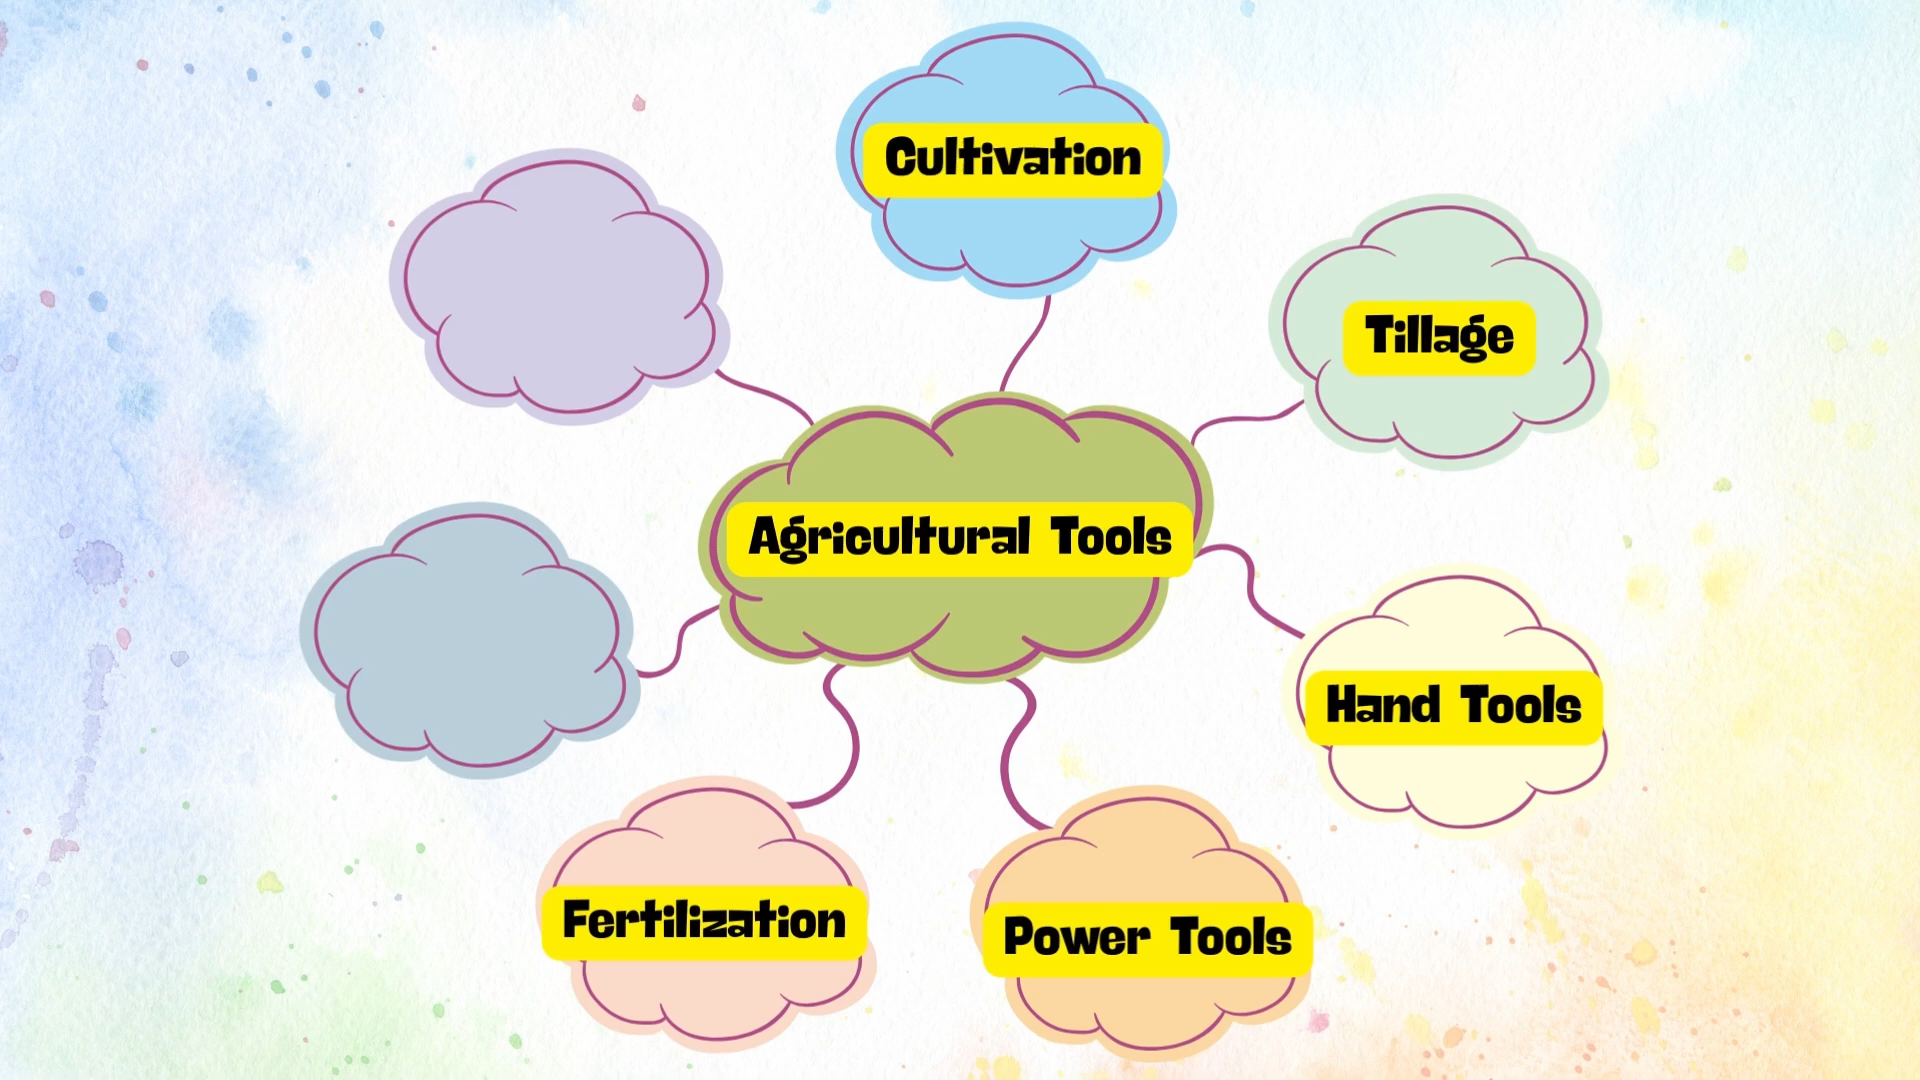 Cultivation
Tillage
Agricultural Tools
Hand Tools
Fertilization
Power Tools